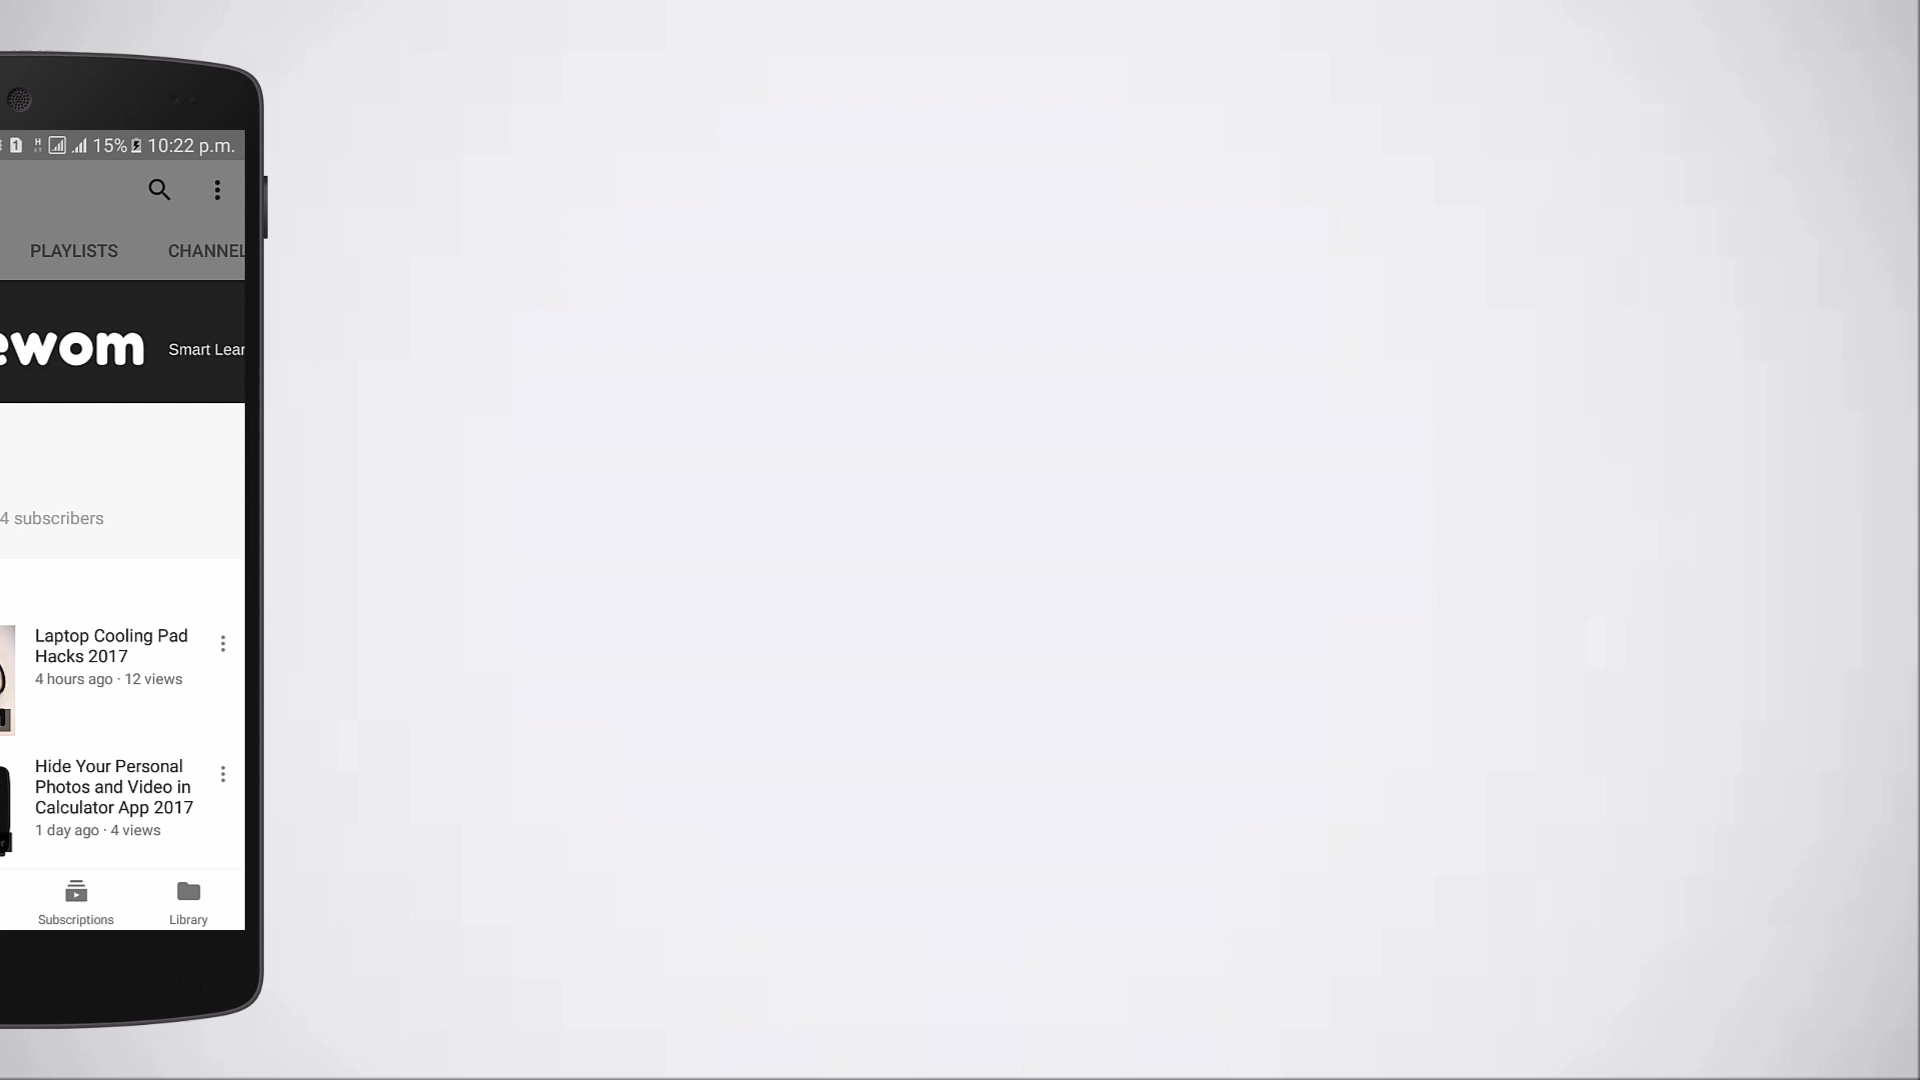 1 H 15% 10:22 p.m.
PLAYLISTS CHANNEL
ewom Smart Lear
4 subscribers
Laptop Cooling Pad
Hacks 2017
4 hours ago · 12 views
Hide Your Personal
Photos and Video in
Calculator App 2017
1 day ago · 4 views
Subscriptions Library